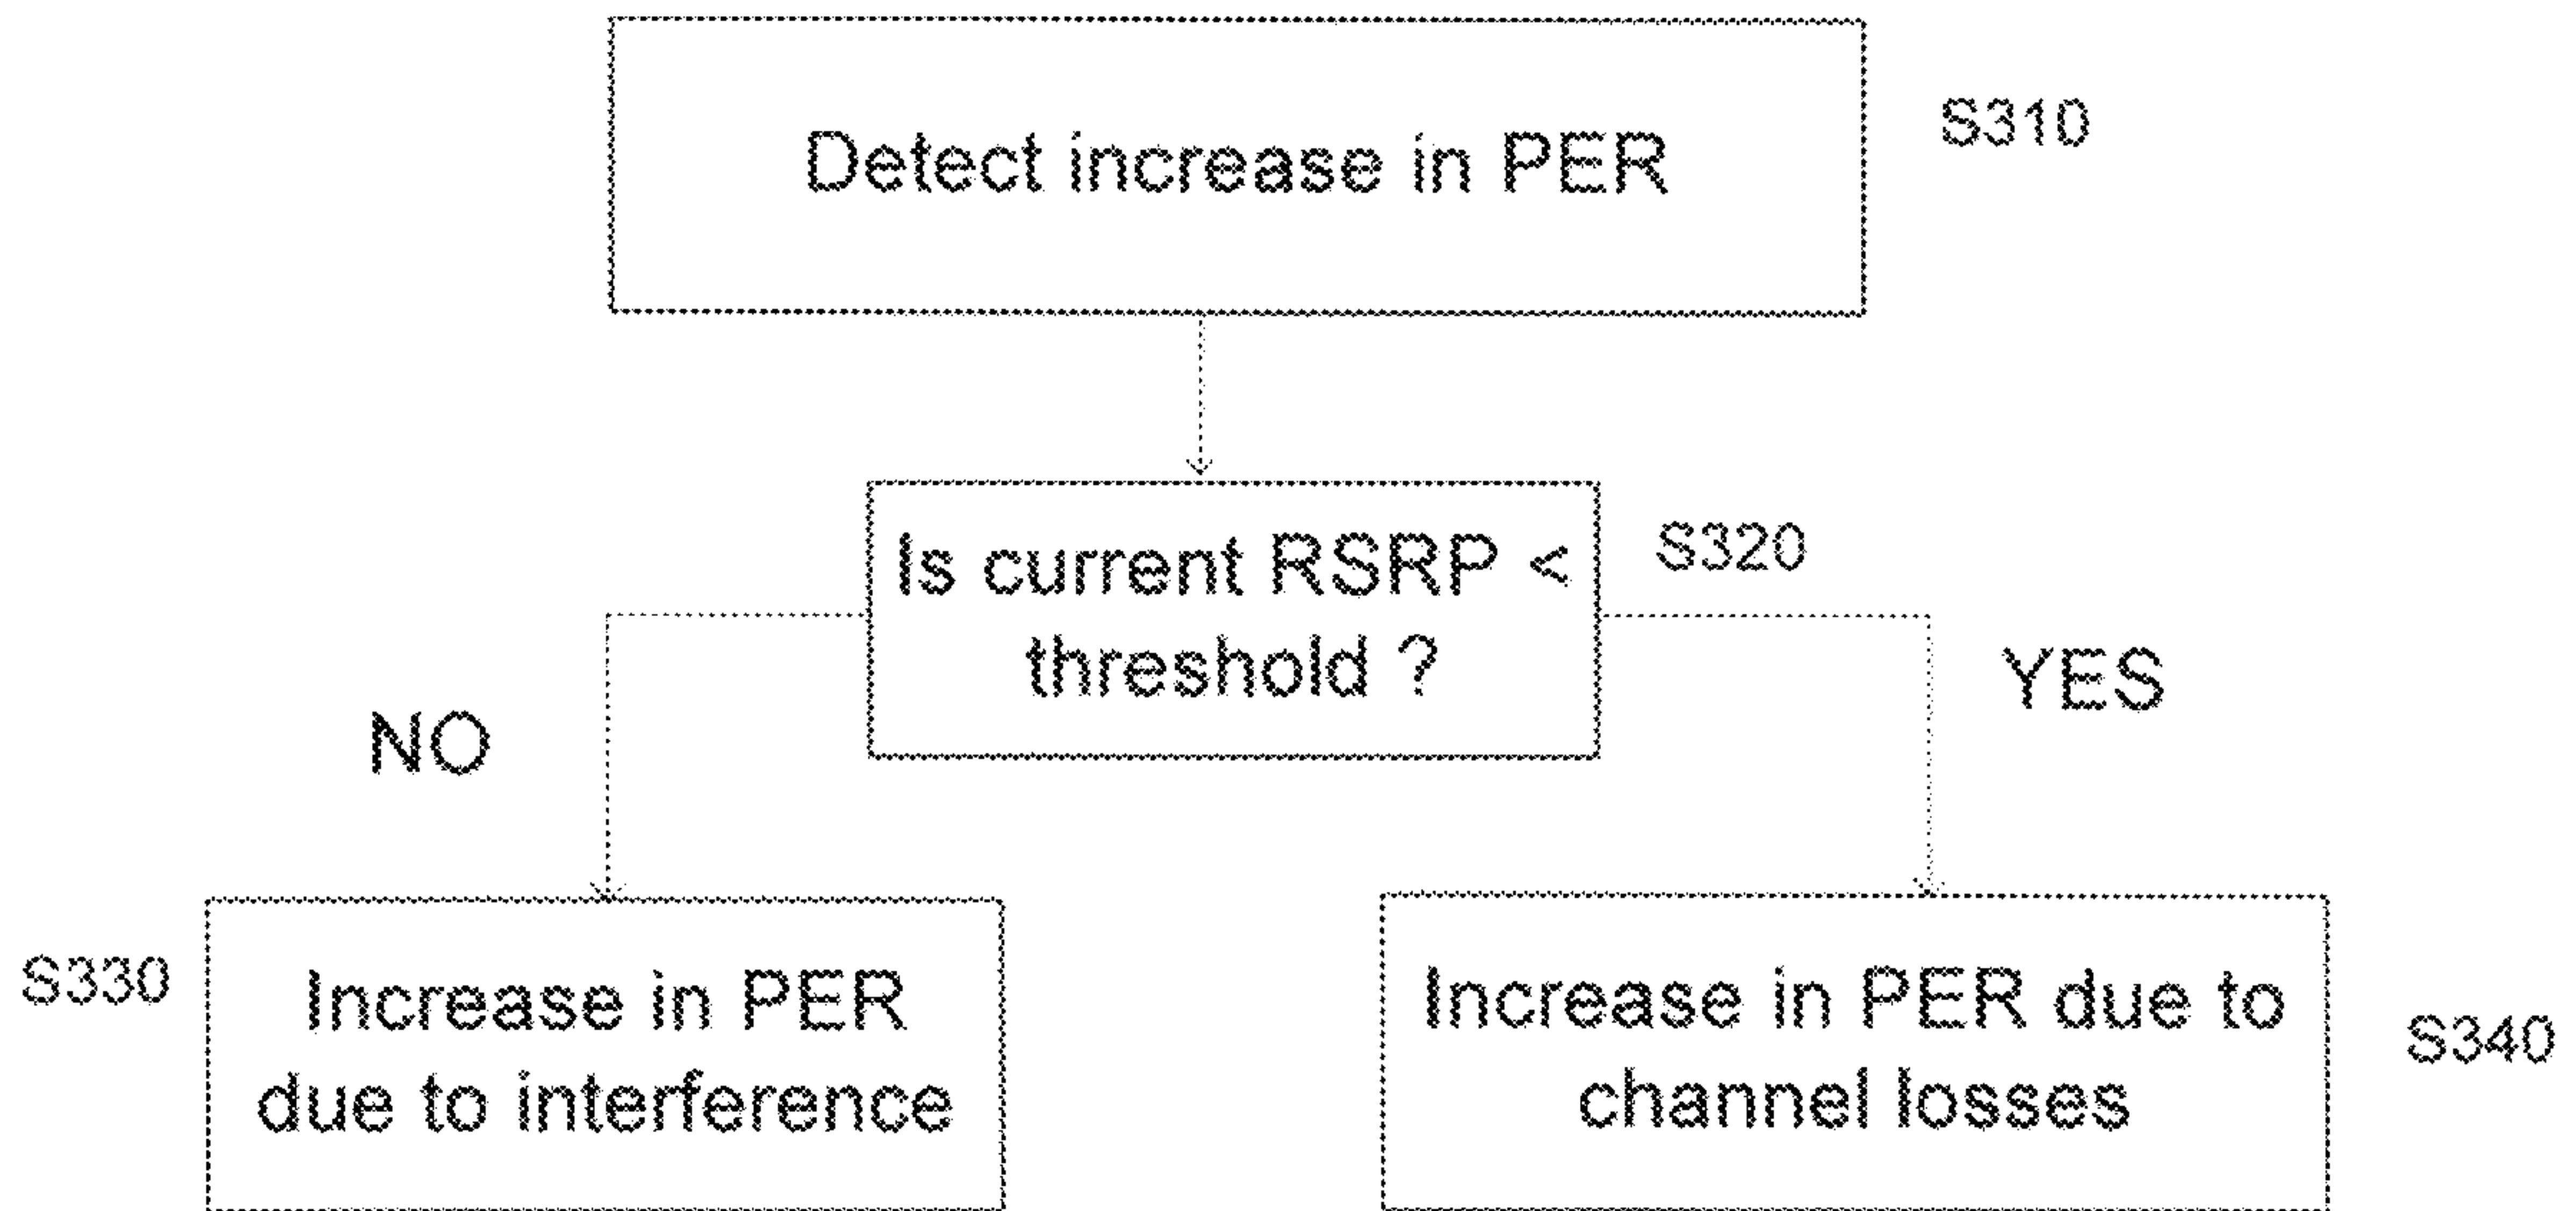 Detect increase in PER
S310
Is current RSRP <
threshold ?
S320
NO
YES
S330
Increase in PER
due to interference
Increase in PER due to
channel losses
S340